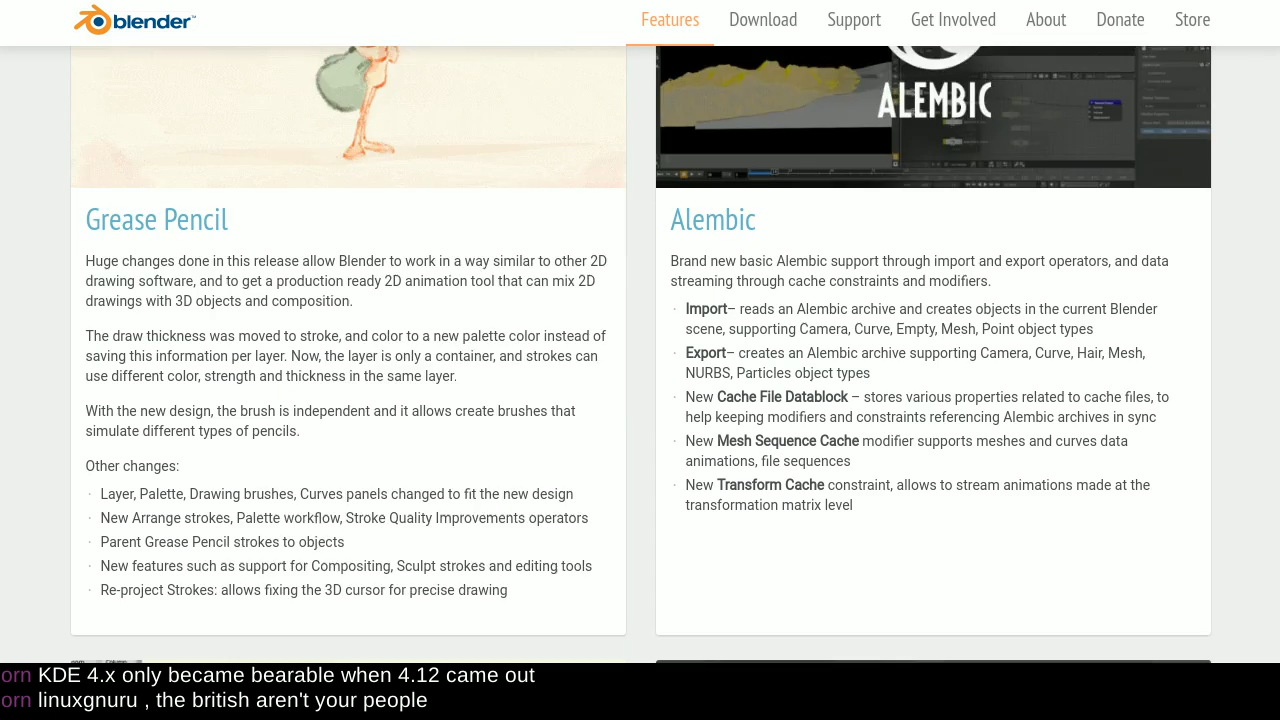 blender
Features Download Support Get Involved About Donate Store
ALEMBIC
Grease Pencil
Huge changes done in this release allow Blender to work in a way similar to other 2D
drawing software, and to get a production ready 2D animation tool that can mix 2D
drawings with 3D objects and composition.
The draw thickness was moved to stroke, and color to a new palette color instead of
saving this information per layer. Now, the layer is only a container, and strokes can
use different color, strength and thickness in the same layer.
With the new design, the brush is independent and it allows create brushes that
simulate different types of pencils.
Other changes:
· Layer, Palette, Drawing brushes, Curves panels changed to fit the new design
· New Arrange strokes, Palette workflow, Stroke Quality Improvements operators
· Parent Grease Pencil strokes to objects
· New features such as support for Compositing, Sculpt strokes and editing tools
· Re-project Strokes: allows fixing the 3D cursor for precise drawing
Alembic
Brand new basic Alembic support through import and export operators, and data
streaming through cache constraints and modifiers.
· Import– reads an Alembic archive and creates objects in the current Blender
scene, supporting Camera, Curve, Empty, Mesh, Point object types
· Export– creates an Alembic archive supporting Camera, Curve, Hair, Mesh,
NURBS, Particles object types
· New Cache File Datablock – stores various properties related to cache files, to
help keeping modifiers and constraints referencing Alembic archives in sync
· New Mesh Sequence Cache modifier supports meshes and curves data
animations, file sequences
· New Transform Cache constraint, allows to stream animations made at the
transformation matrix level
orn KDE 4.x only became bearable when 4.12 came out
orn linuxgnuru , the british aren't your people